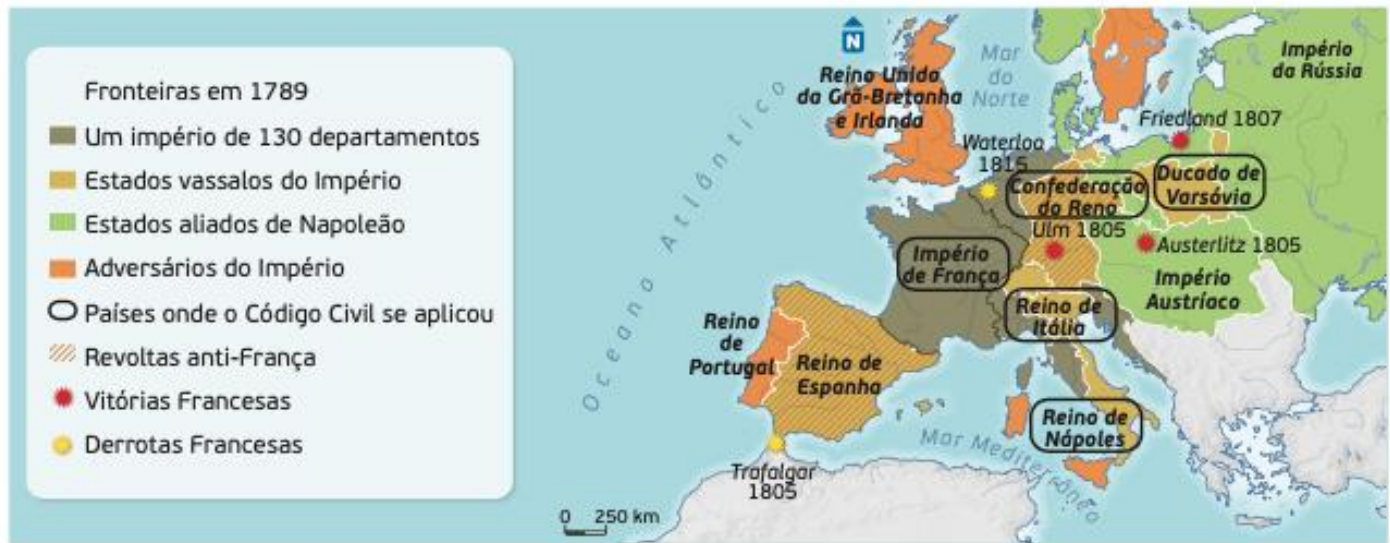 Fronteiras em 1789
Um império de 130 departamentos
Estados vassalos do Império
Estados aliados de Napoleão
Adversários do Império
Países onde o Código Civil se aplicou
Revoltas anti-França
Vitórias Francesas
Derrotas Francesas
N
Oceano Atlântico
Mar
do
Norte
Reino Unido
da Grã-Bretanha
e Irlanda
Império
da Rússia
Friedland 1807
Waterloo
1815
Confederação
do Reno
Ducado de
Varsóvia
Ulm 1805
Austerlitz 1805
Império
de França
Império
Austríaco
Reino de
Itália
Reino
de
Portugal
Reino de
Espanha
Reino de
Nápoles
Mar Mediterrâneo
Trafalgar
1805
0 250 km